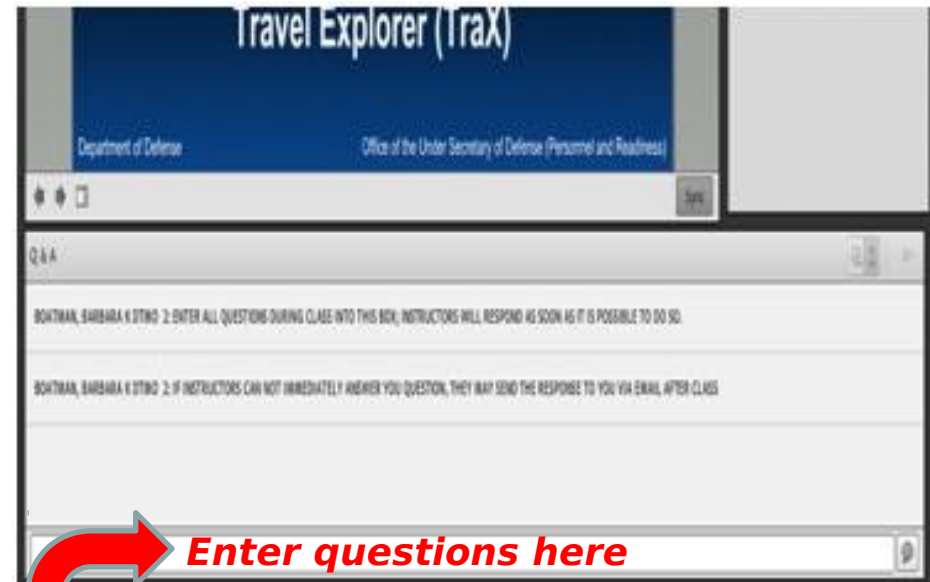 Travel Explorer (TraX)
Department of Defense Office of the Under Secretary of Defense (Personnel and Readiness)
Sync
Q & A
BOATMAN, BARBARA K DTMO 2: ENTER ALL QUESTIONS DURING CLASS INTO THIS BOX; INSTRUCTORS WILL RESPOND AS SOON AS IT IS POSSIBLE TO DO SO.
BOATMAN, BARBARA K DTMO 2: IF INSTRUCTORS CAN NOT IMMEDIATELY ANSWER YOU QUESTION, THEY MAY SEND THE RESPONSE TO YOU VIA EMAIL AFTER CLASS
Enter questions here